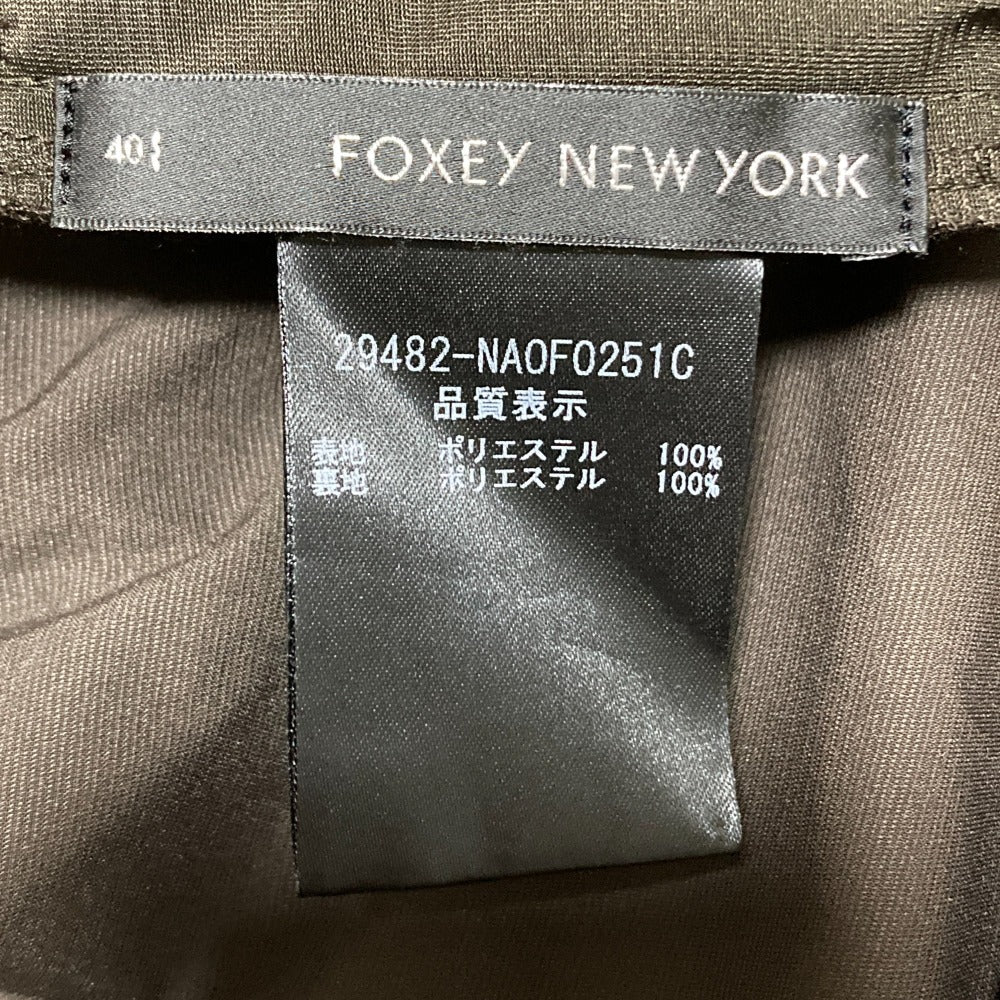 40
FOXEY NEW YORK
29482-NAOF0251C
品質表示
表地 ポリエステル 100%
裏地 ポリエステル 100%